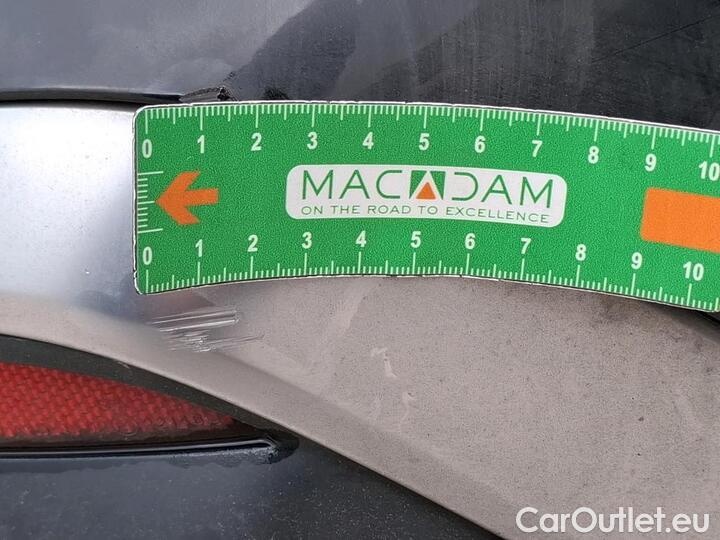 0 1 2 3 4 5 6 7 8 9 10
MACADAM
ON THE ROAD TO EXCELLENCE
0 1 2 3 4 5 6 7 8 9 10
CarOutlet.eu